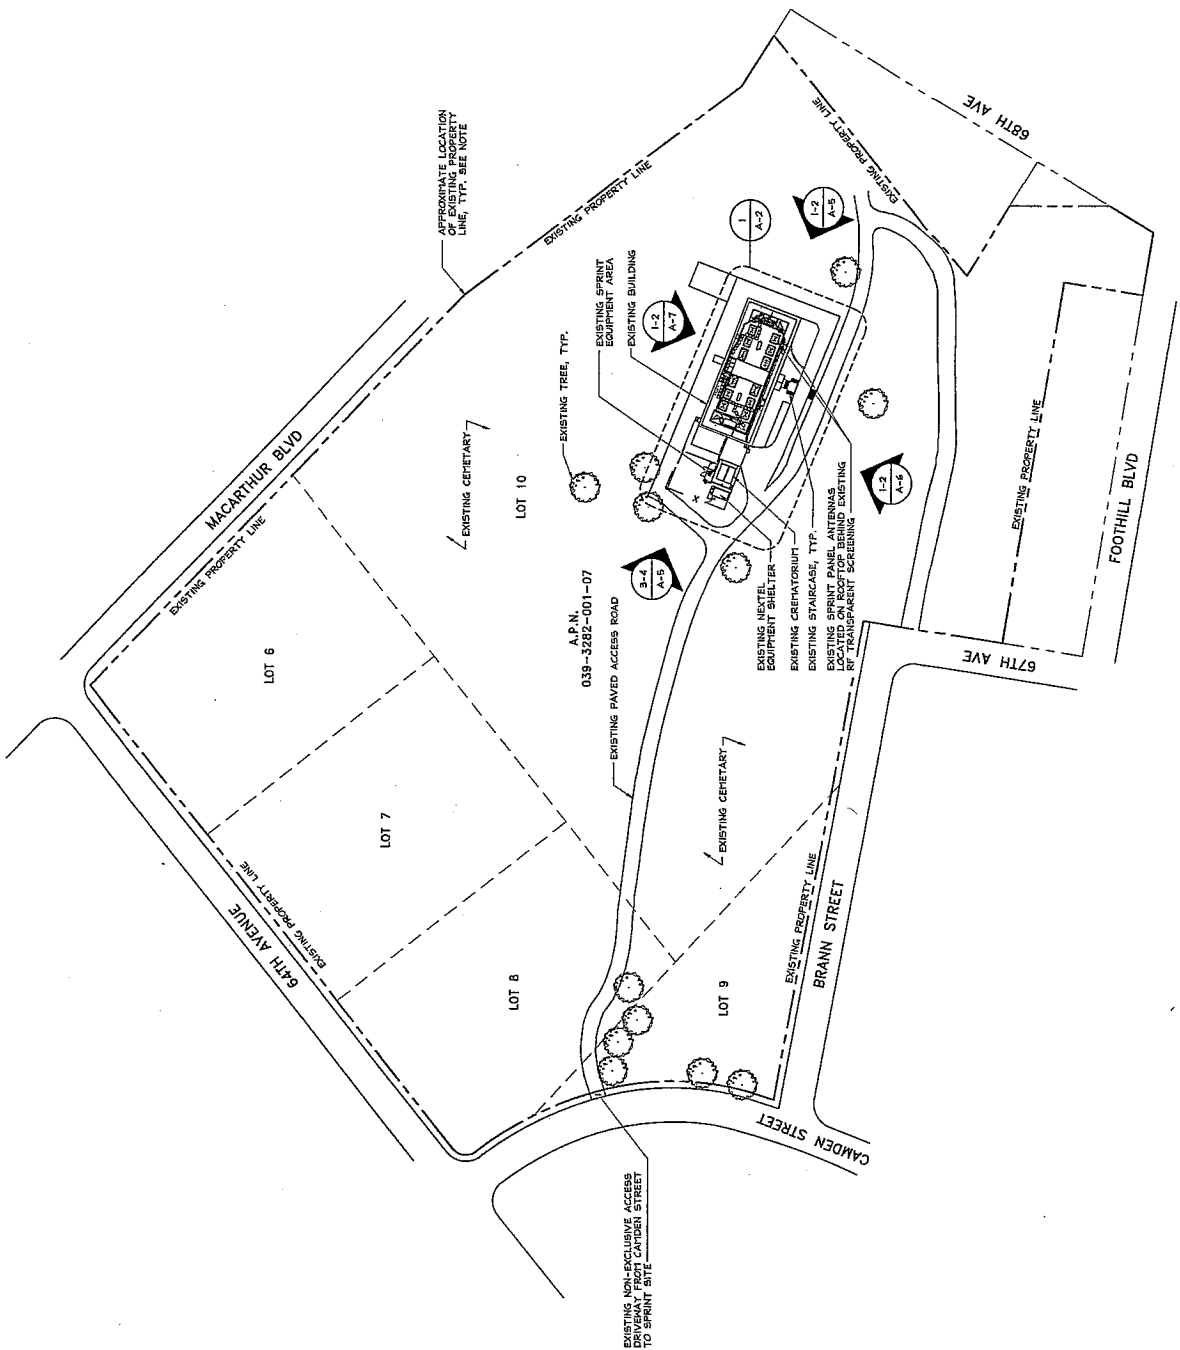 APPROXIMATE LOCATION
OF EXISTING PROPERTY
LINE, TYP. SEE NOTE
68TH AVE
EXISTING PROPERTY LINE
EXISTING PROPERTY LINE
MACARTHUR BLVD
EXISTING PROPERTY LINE
EXISTING CEMETARY
LOT 10
EXISTING TREE, TYP.
EXISTING SPRINT
EQUIPMENT AREA
EXISTING BUILDING
1-2
A-7
1
A-2
1-2
A-5
1-2
A-6
3-4
A-5
X
A.P.N.
039-3282-001-07
EXISTING PAVED ACCESS ROAD
EXISTING NEXTEL
EQUIPMENT SHELTER
EXISTING CREMATORIUM
EXISTING STAIRCASE, TYP.
EXISTING SPRINT PANEL ANTENNAS
LOCATED ON ROOFTOP BEHIND EXISTING
RF TRANSPARENT SCREENING
EXISTING PROPERTY LINE
FOOTHILL BLVD
67TH AVE
LOT 6
LOT 7
EXISTING PROPERTY LINE
64TH AVENUE
LOT 8
EXISTING CEMETARY
LOT 9
EXISTING PROPERTY LINE
BRANN STREET
CAMDEN STREET
EXISTING NON-EXCLUSIVE ACCESS
DRIVEWAY FROM CAMDEN STREET
TO SPRINT SITE